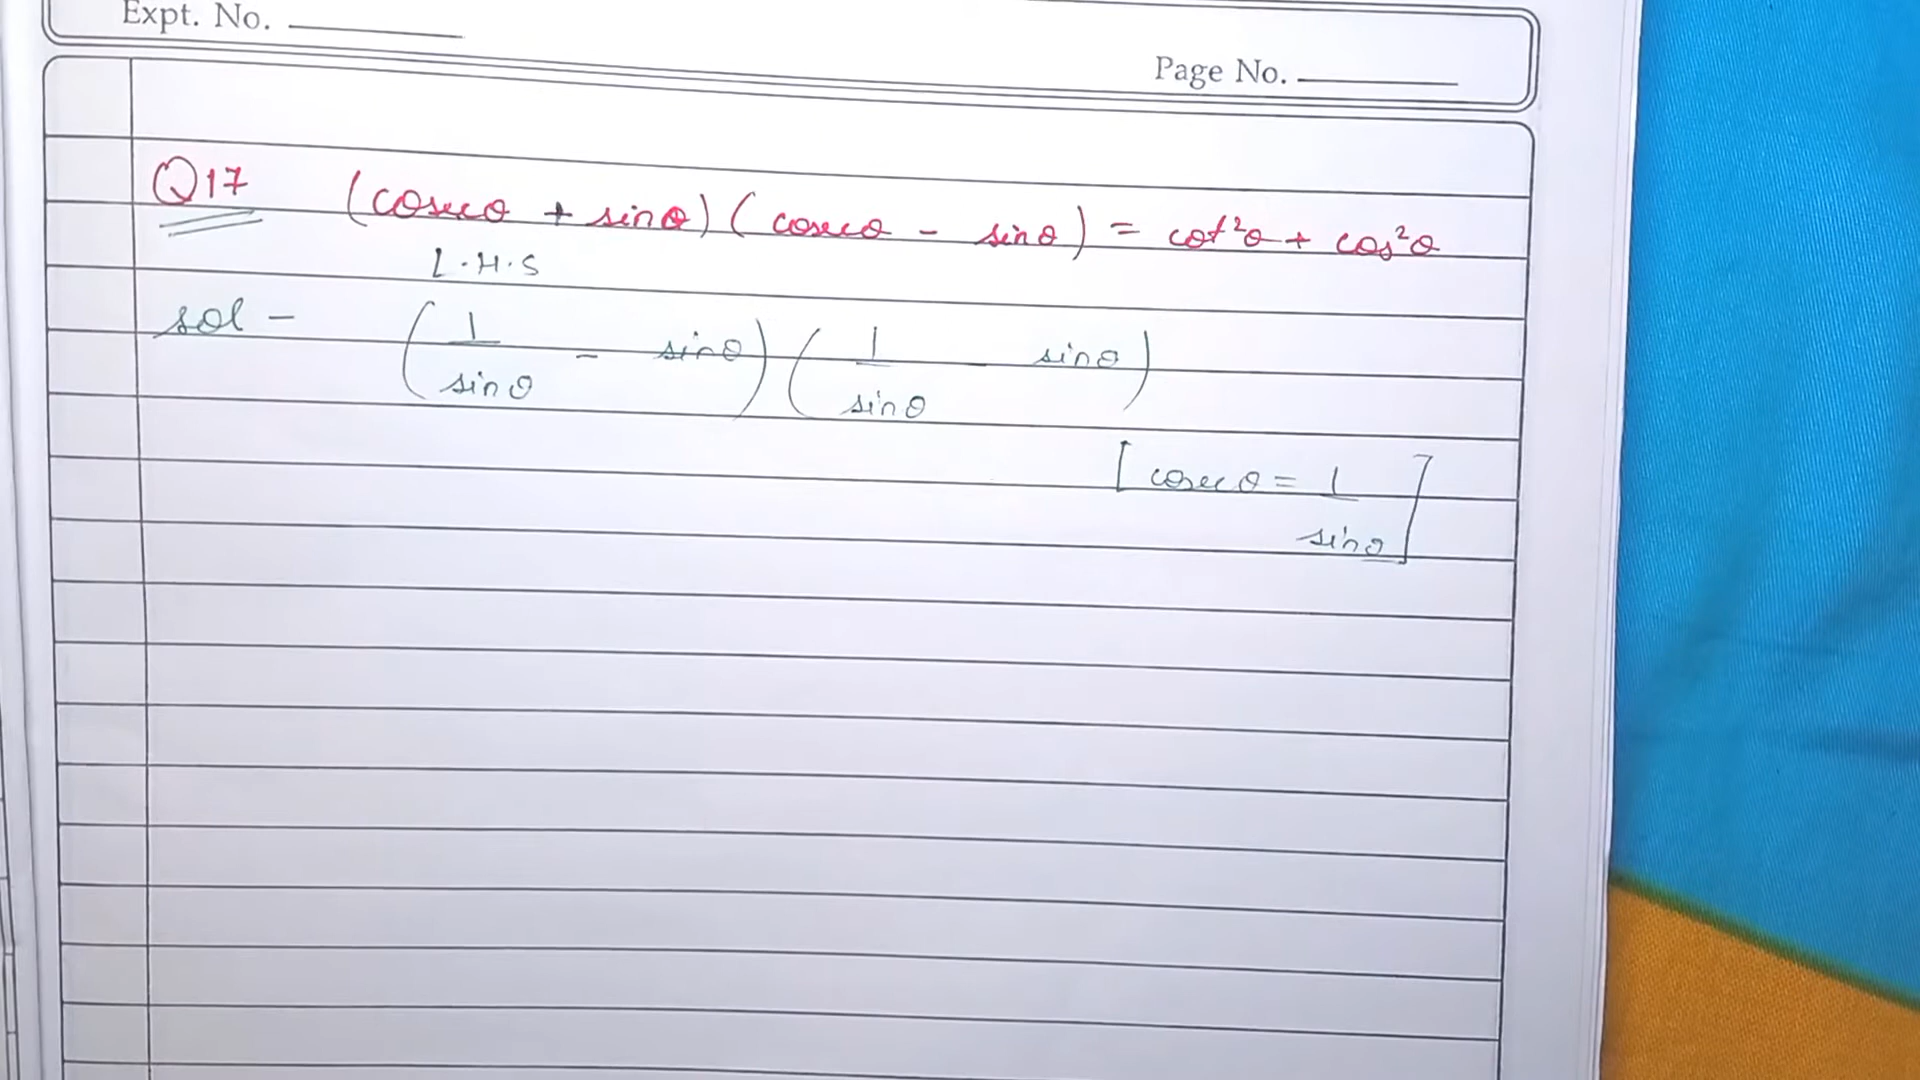 Expt. No.
Page No.
Q17 (cosecθ + sinθ) (cosecθ - sinθ) = cot²θ + cos²θ
L.H.S
sol - (1/sinθ - sinθ) (1/sinθ - sinθ)
[cosecθ = 1/sinθ]